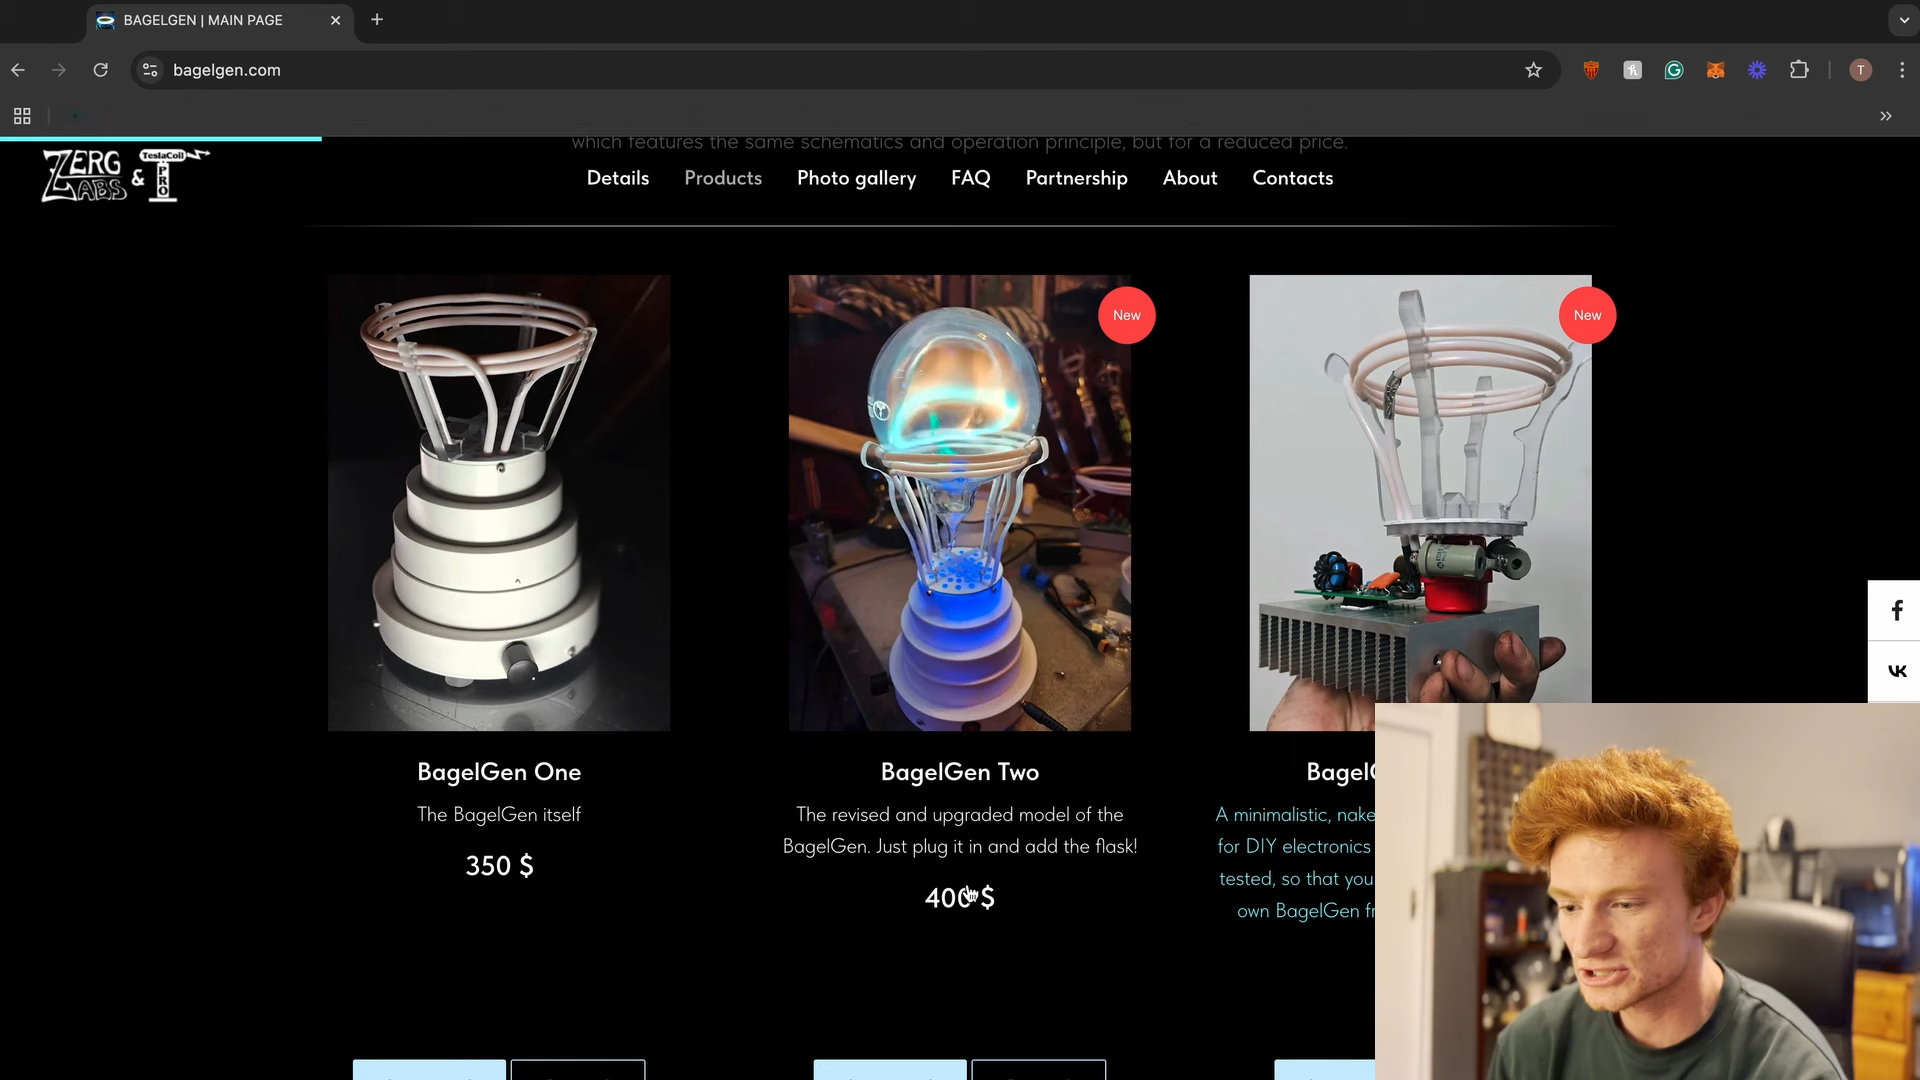 BAGELGEN | MAIN PAGE
bagelgen.com
T
which features the same schematics and operation principle, but for a reduced price.
ZERG LABS & TeslaCoil PRO
Details Products Photo gallery FAQ Partnership About Contacts
New
New
BagelGen One
The BagelGen itself
350 $
BagelGen Two
The revised and upgraded model of the
BagelGen. Just plug it in and add the flask!
400 $
A minimalistic,
for DIY electronics
tested, so that you
own BagelGen